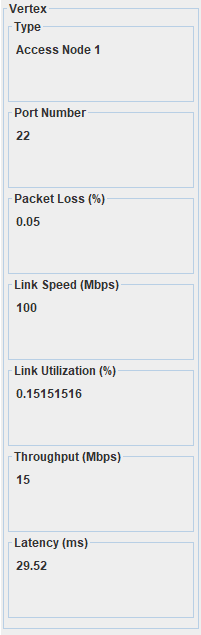 Vertex
Type
Access Node 1
Port Number
22
Packet Loss (%)
0.05
Link Speed (Mbps)
100
Link Utilization (%)
0.15151516
Throughput (Mbps)
15
Latency (ms)
29.52